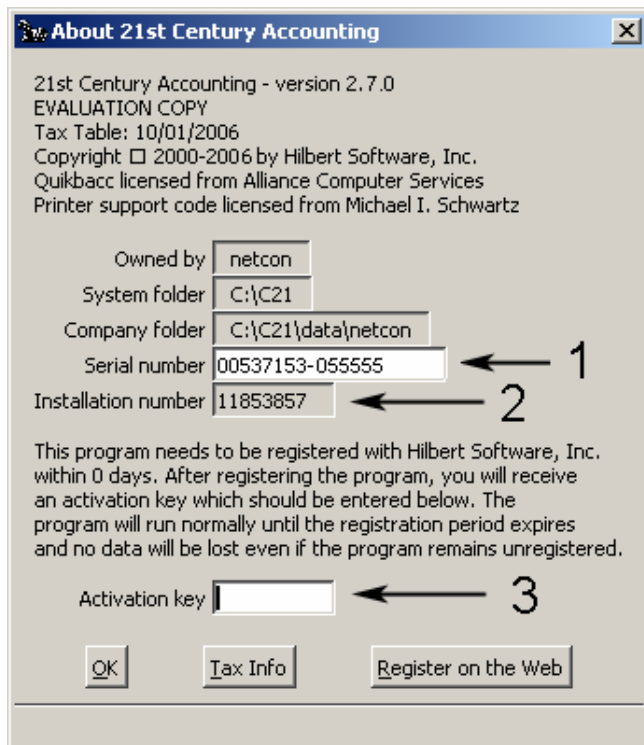 About 21st Century Accounting
21st Century Accounting - version 2.7.0
EVALUATION COPY
Tax Table: 10/01/2006
Copyright □ 2000-2006 by Hilbert Software, Inc.
Quikbacc licensed from Alliance Computer Services
Printer support code licensed from Michael I. Schwartz
Owned by netcon
System folder C:\C21
Company folder C:\C21\data\netcon
Serial number 00537153-055555 1
Installation number 11853857 2
This program needs to be registered with Hilbert Software, Inc.
within 0 days. After registering the program, you will receive
an activation key which should be entered below. The
program will run normally until the registration period expires
and no data will be lost even if the program remains unregistered.
Activation key 3
OK Tax Info Register on the Web